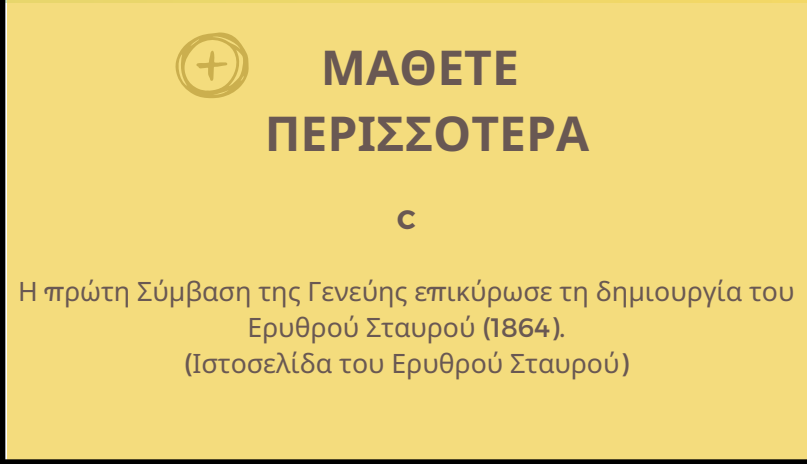 ΜΑΘΕΤΕ
ΠΕΡΙΣΣΟΤΕΡΑ
c
Η πρώτη Σύμβαση της Γενεύης επικύρωσε τη δημιουργία του
Ερυθρού Σταυρού (1864).
(Ιστοσελίδα του Ερυθρού Σταυρού)